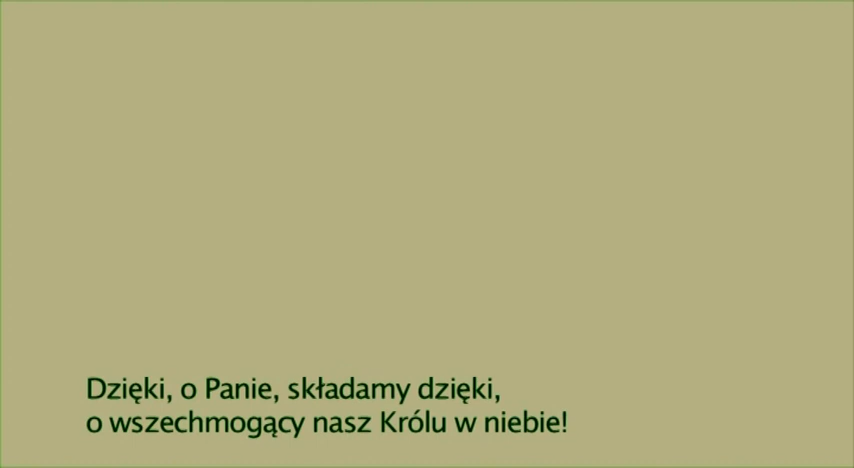 Dzięki, o Panie, składamy dzięki,
o wszechmogący nasz Królu w niebie!